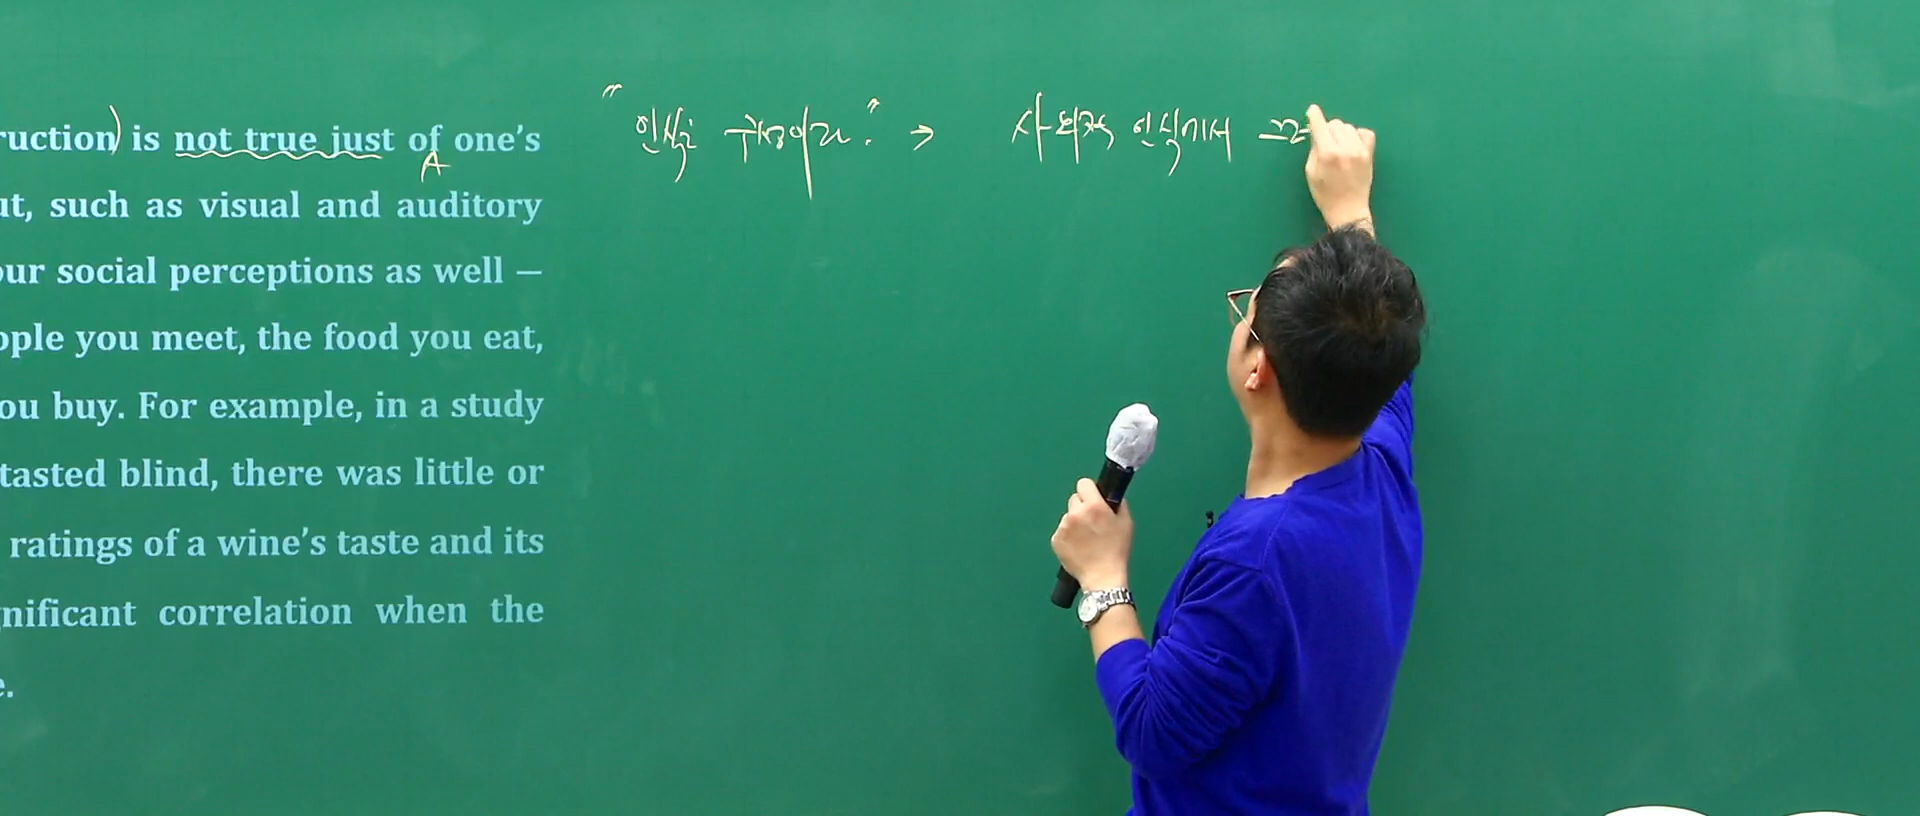 ruction) is not true just of one's
A
ut, such as visual and auditory
our social perceptions as well —
ople you meet, the food you eat,
ou buy. For example, in a study
tasted blind, there was little or
ratings of a wine's taste and its
nificant correlation when the
e.
"인식은 구성이다." → 사회적 인식에서